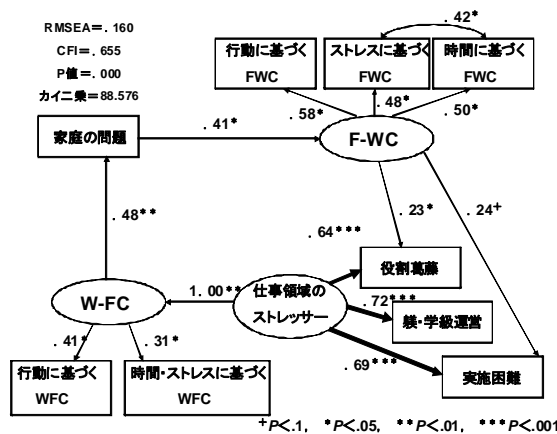 RMSEA=.160
CFI=.655
P値=.000
カイ二乗=88.576
.42*
行動に基づく
FWC
ストレスに基づく
FWC
時間に基づく
FWC
.58*
.48*
.50*
家庭の問題
.41*
F-WC
.48**
.23*
.24+
.64***
役割葛藤
W-FC
1.00**
仕事領域の
ストレッサー
.72***
躾・学級運営
.41*
.31*
.69***
行動に基づく
WFC
時間・ストレスに基づく
WFC
実施困難
+P<.1, *P<.05, **P<.01, ***P<.001